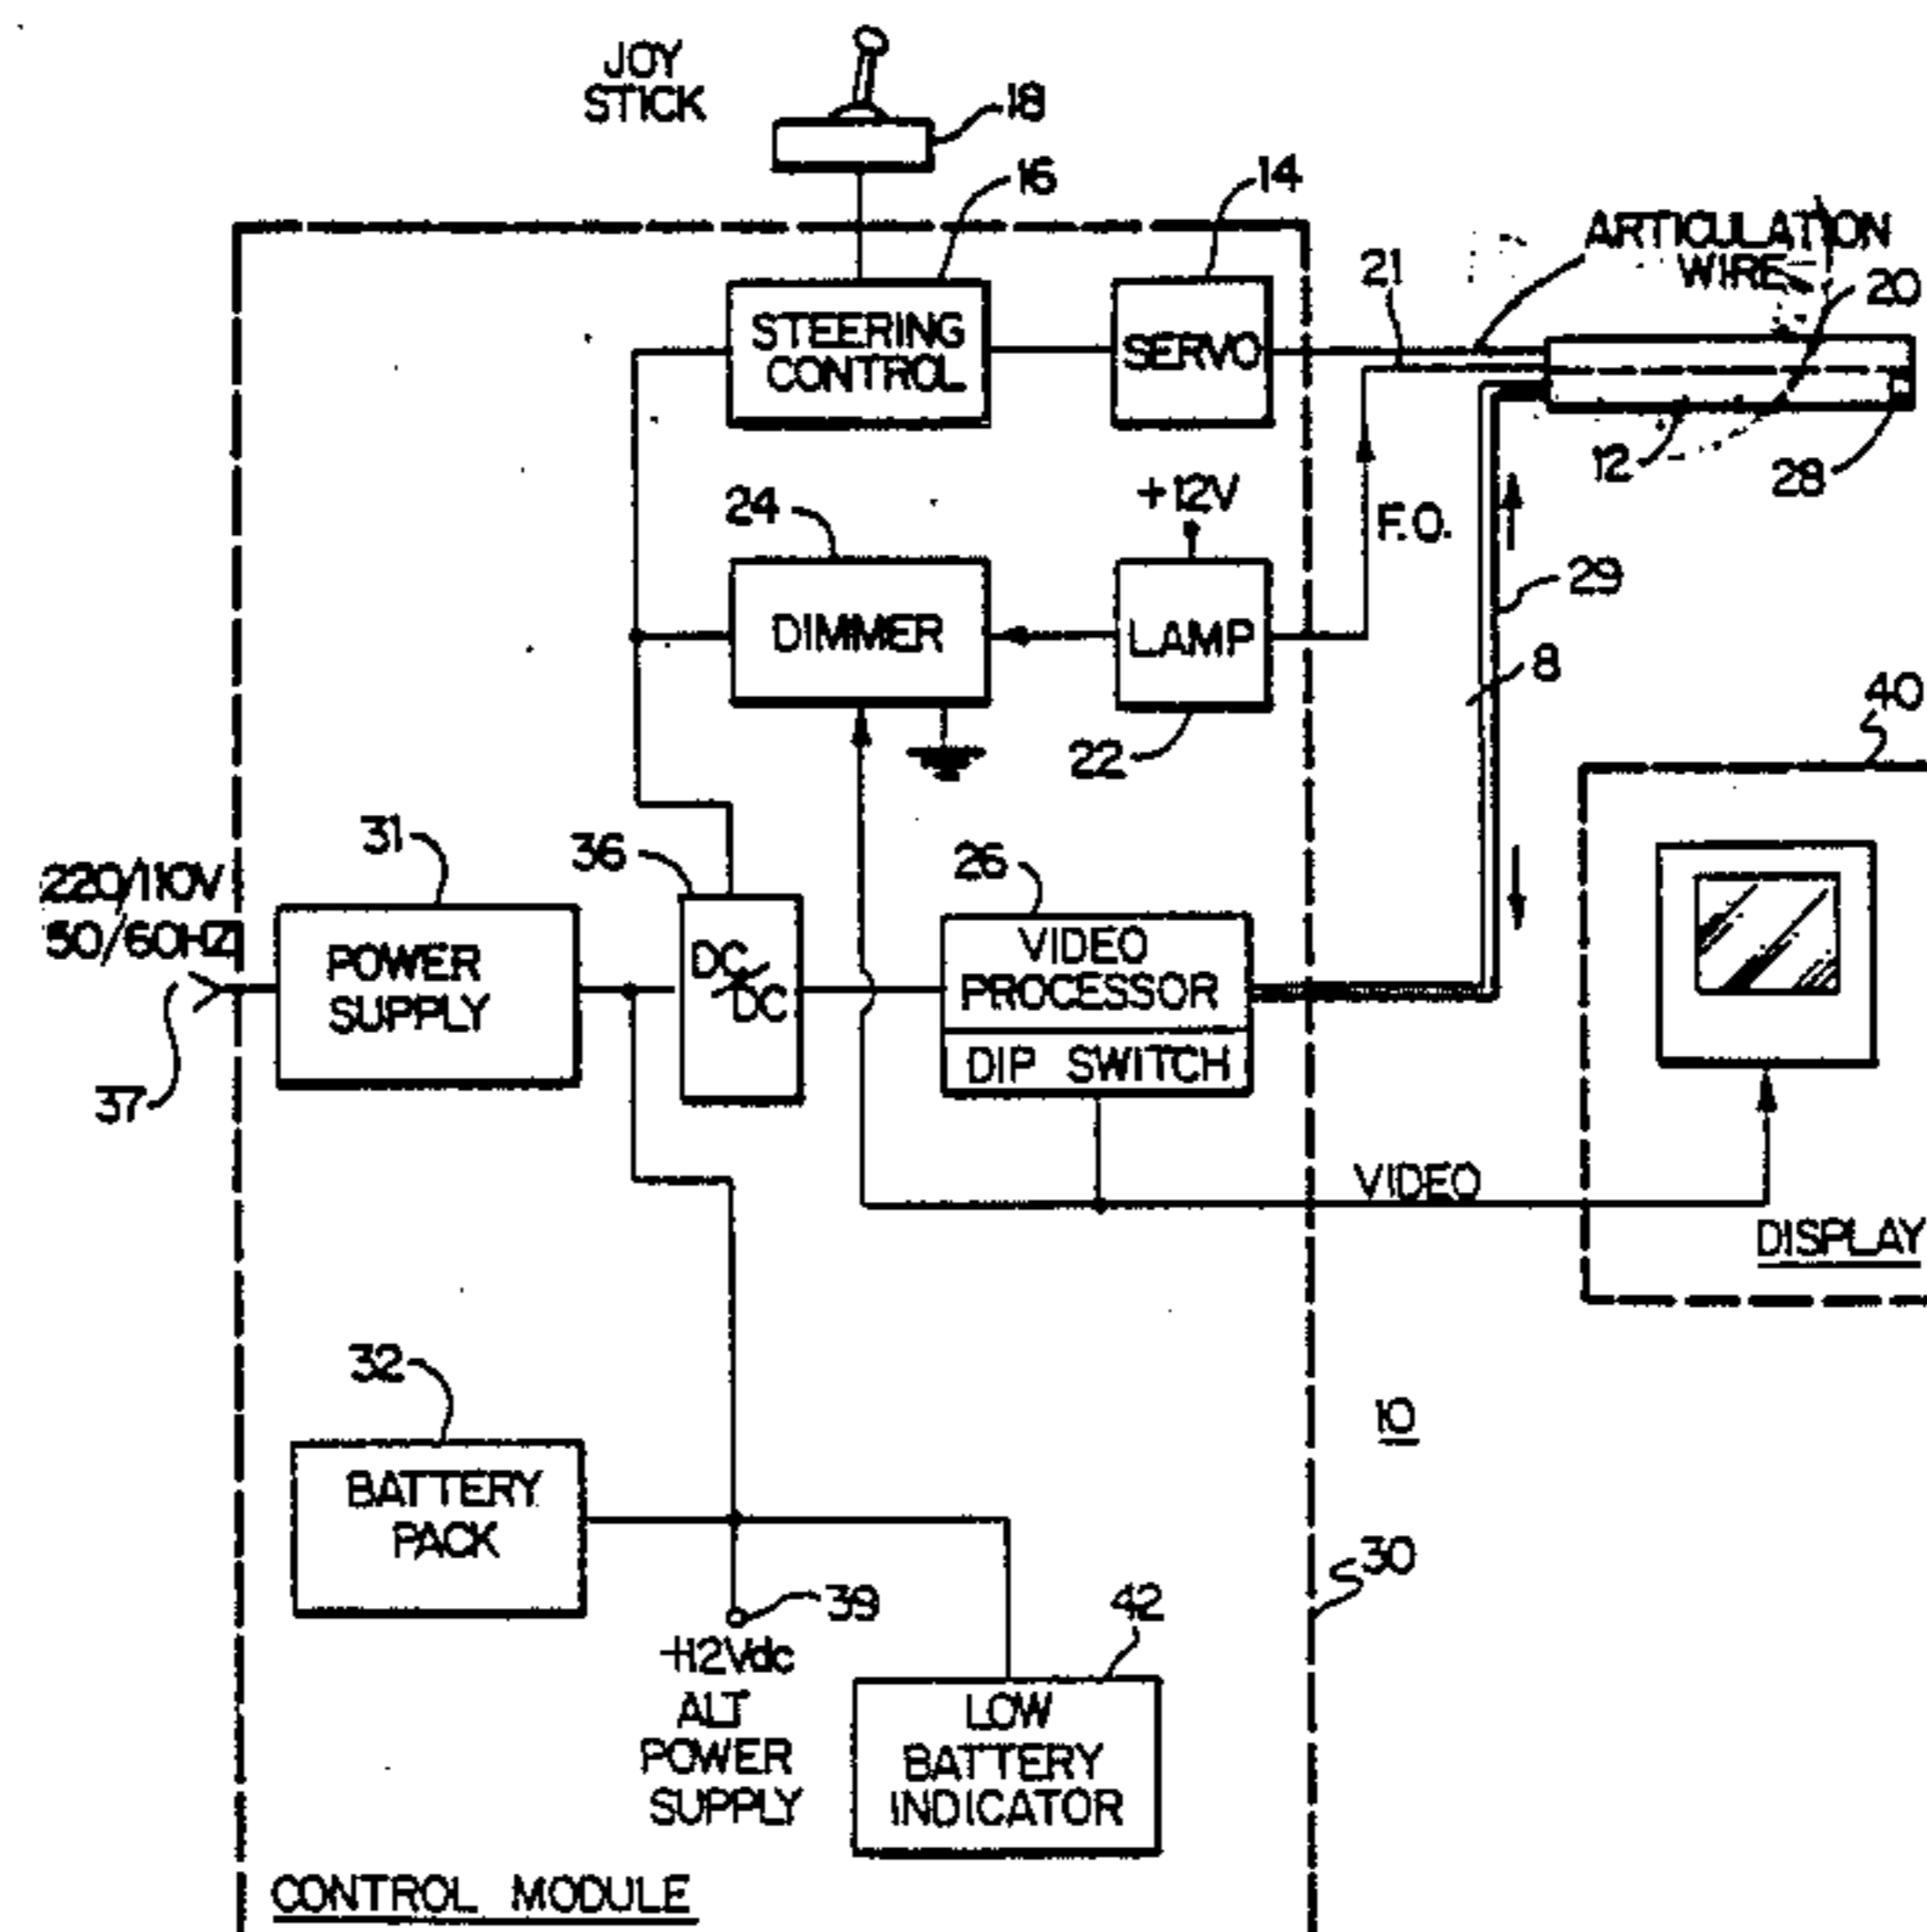 JOY
STICK
18
16
14
ARTICULATION
WIRE
21
20
STEERING
CONTROL
SERVO
12
28
24
+12V
F.O.
29
DIMMER
LAMP
8
22
40
31
36
26
220/110V
50/60HZ
POWER
SUPPLY
DC/DC
VIDEO
PROCESSOR
DIP SWITCH
37
VIDEO
DISPLAY
32
10
BATTERY
PACK
30
39
42
+12Vdc
ALT
POWER
SUPPLY
LOW
BATTERY
INDICATOR
CONTROL MODULE